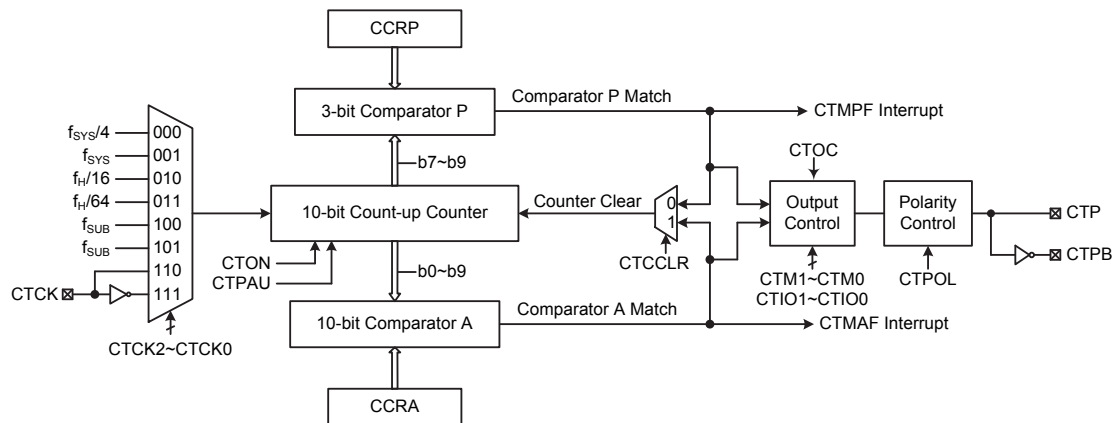 CCRP
3-bit Comparator P
Comparator P Match
CTMPF Interrupt
fSYS/4
000
fSYS
001
fH/16
010
fH/64
011
fSUB
100
fSUB
101
110
CTCK
111
CTCK2~CTCK0
b7~b9
10-bit Count-up Counter
CTON
CTPAU
b0~b9
Counter Clear
0
1
CTCCLR
CTOC
Output
Control
CTM1~CTM0
CTIO1~CTIO0
Polarity
Control
CTPOL
CTP
CTPB
10-bit Comparator A
Comparator A Match
CTMAF Interrupt
CCRA